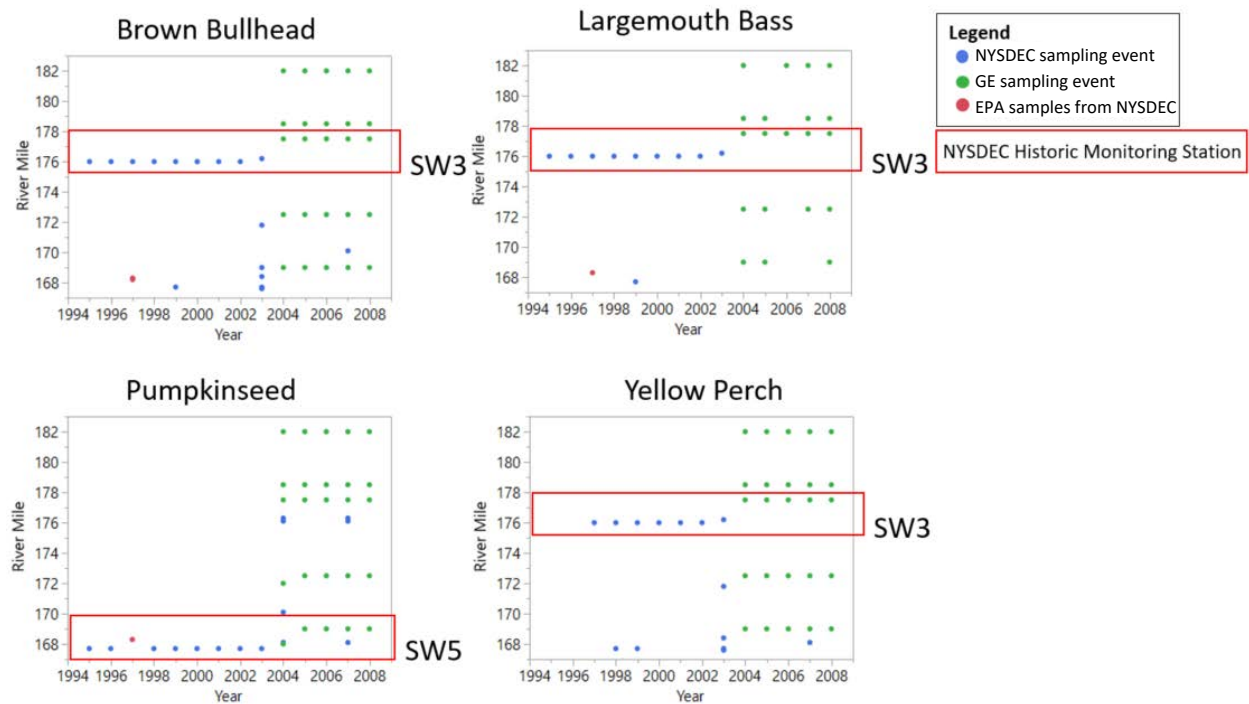 Brown Bullhead
River Mile
182
180
178
176
174
172
170
168
1994 1996 1998 2000 2002 2004 2006 2008
Year
SW3
Largemouth Bass
River Mile
182
180
178
176
174
172
170
168
1994 1996 1998 2000 2002 2004 2006 2008
Year
SW3
Legend
NYSDEC sampling event
GE sampling event
EPA samples from NYSDEC
NYSDEC Historic Monitoring Station
Pumpkinseed
River Mile
182
180
178
176
174
172
170
168
1994 1996 1998 2000 2002 2004 2006 2008
Year
SW5
Yellow Perch
River Mile
182
180
178
176
174
172
170
168
1994 1996 1998 2000 2002 2004 2006 2008
Year
SW3